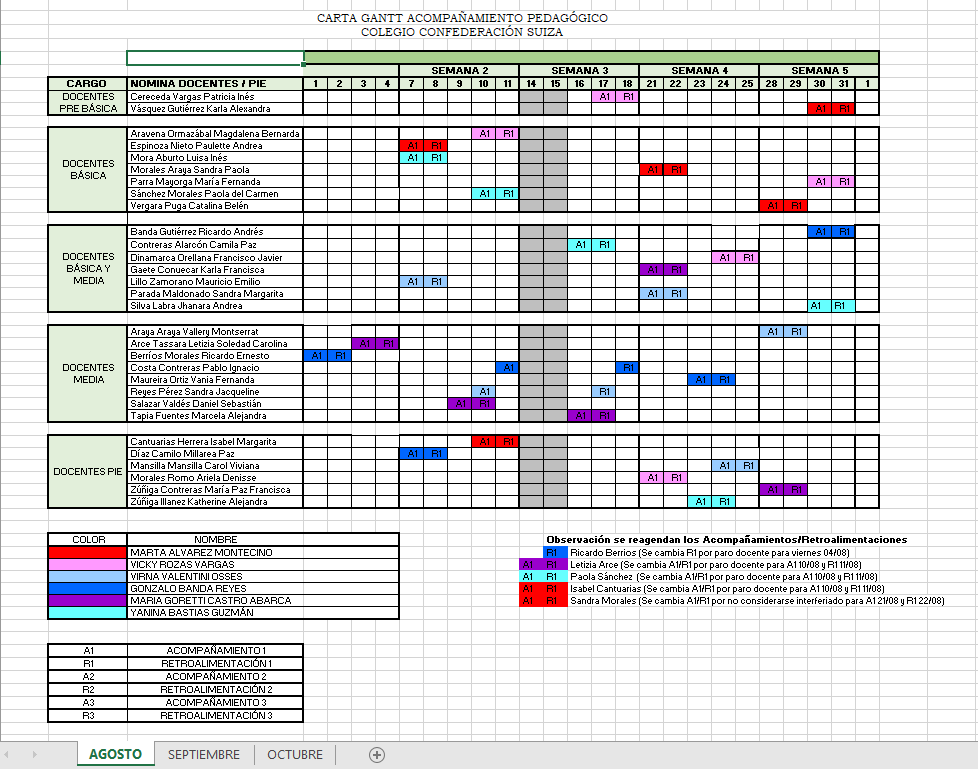 CARTA GANTT ACOMPAÑAMIENTO PEDAGÓGICO
COLEGIO CONFEDERACIÓN SUIZA
SEMANA 2 SEMANA 3 SEMANA 4 SEMANA 5
CARGO NOMINA DOCENTES / PIE 1 2 3 4 7 8 9 10 11 14 15 16 17 18 21 22 23 24 25 28 29 30 31 1
DOCENTES PRE BÁSICA
Cereceda Vargas Patricia Inés A1 R1
Vásquez Gutiérrez Karla Alexandra A1 R1
DOCENTES BÁSICA
Aravena Ormazábal Magdalena Bernarda A1 R1
Espinoza Nieto Paulette Andrea A1 R1
Mora Aburto Luisa Inés A1 R1
Morales Araya Sandra Paola A1 R1
Parra Mayorga María Fernanda A1 R1
Sánchez Morales Paola del Carmen A1 R1
Vergara Puga Catalina Belén A1 R1
DOCENTES BÁSICA Y MEDIA
Banda Gutiérrez Ricardo Andrés A1 R1
Contreras Alarcón Camila Paz A1 R1
Dinamarca Orellana Francisco Javier A1 R1
Gaete Conuecar Karla Francisca A1 R1
Lillo Zamorano Mauricio Emilio A1 R1
Parada Maldonado Sandra Margarita A1 R1
Silva Labra Jhanara Andrea A1 R1
DOCENTES MEDIA
Araya Araya Vallery Montserrat A1 R1
Arce Tassara Letizia Soledad Carolina A1 R1
Berríos Morales Ricardo Ernesto A1 R1
Costa Contreras Pablo Ignacio A1 R1
Maureira Ortiz Vania Fernanda A1 R1
Reyes Pérez Sandra Jacqueline A1 R1
Salazar Valdés Daniel Sebastián A1 R1
Tapia Fuentes Marcela Alejandra A1 R1
DOCENTES PIE
Cantuarias Herrera Isabel Margarita A1 R1
Díaz Camilo Millarea Paz A1 R1
Mansilla Mansilla Carol Viviana A1 R1
Morales Romo Ariela Denisse A1 R1
Zúñiga Contreras María Paz Francisca A1 R1
Zúñiga Illanez Katherine Alejandra A1 R1
COLOR NOMBRE
MARTA ALVAREZ MONTECINO
VICKY ROZAS VARGAS
VIRNA VALENTINI OSSES
GONZALO BANDA REYES
MARIA GORETTI CASTRO ABARCA
YANINA BASTIAS GUZMÁN
Observación se reagendan los Acompañamientos/Retroalimentaciones
R1 Ricardo Berrios (Se cambia R1 por paro docente para viernes 04/08)
A1 R1 Letizia Arce (Se cambia A1/R1 por paro docente para A1 10/08 y R1 11/08)
A1 R1 Paola Sánchez (Se cambia A1/R1 por paro docente para A1 10/08 y R1 11/08)
A1 R1 Isabel Cantuarias (Se cambia A1/R1 por paro docente para A1 10/08 y R1 11/08)
A1 R1 Sandra Morales (Se cambia A1/R1 por no considerarse interferiado para A1 21/08 y R1 22/08)
A1 ACOMPAÑAMIENTO 1
R1 RETROALIMENTACIÓN 1
A2 ACOMPAÑAMIENTO 2
R2 RETROALIMENTACIÓN 2
A3 ACOMPAÑAMIENTO 3
R3 RETROALIMENTACIÓN 3
AGOSTO SEPTIEMBRE OCTUBRE